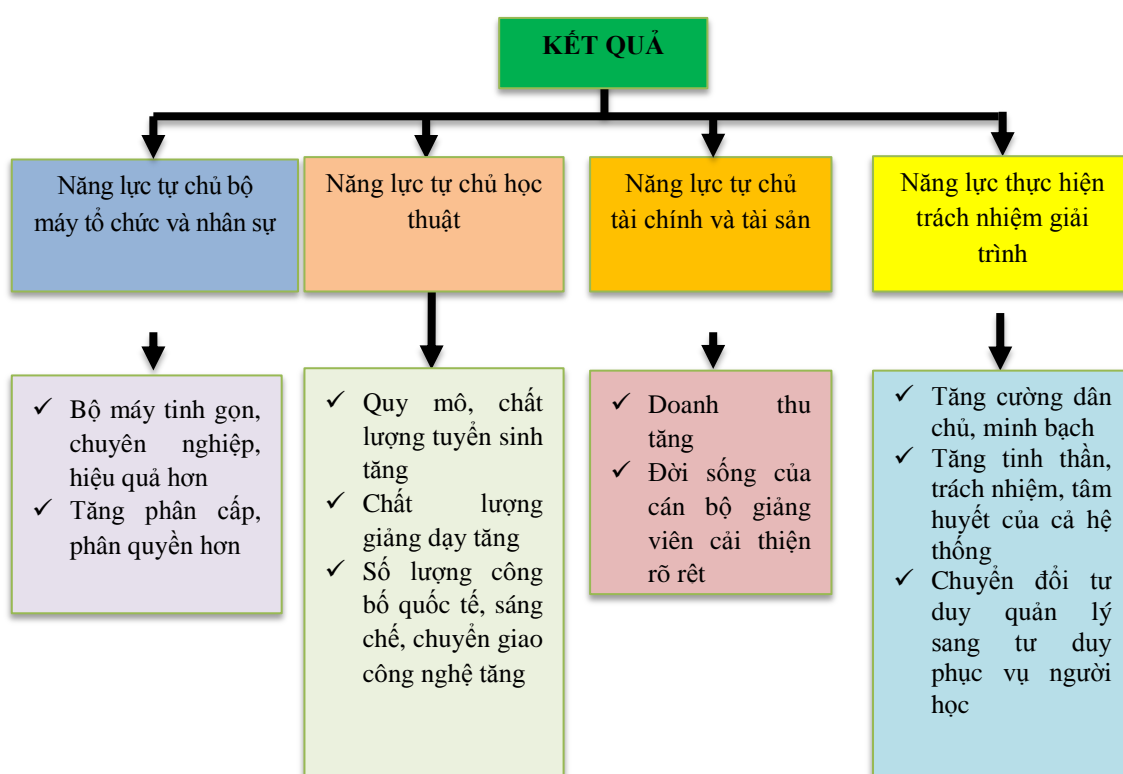 KẾT QUẢ
Năng lực tự chủ bộ
máy tổ chức và nhân sự
Năng lực tự chủ học
thuật
Năng lực tự chủ
tài chính và tài sản
Năng lực thực hiện
trách nhiệm giải
trình
✓ Bộ máy tinh gọn,
chuyên nghiệp,
hiệu quả hơn
✓ Tăng phân cấp,
phân quyền hơn
✓ Quy mô, chất
lượng tuyển sinh
tăng
✓ Chất lượng
giảng dạy tăng
✓ Số lượng công
bố quốc tế, sáng
chế, chuyển giao
công nghệ tăng
✓ Doanh thu
tăng
✓ Đời sống của
cán bộ giảng
viên cải thiện
rõ rêt
✓ Tăng cường dân
chủ, minh bạch
✓ Tăng tinh thần,
trách nhiệm, tâm
huyết của cả hệ
thống
✓ Chuyển đổi tư
duy quản lý
sang tư duy
phục vụ người
học